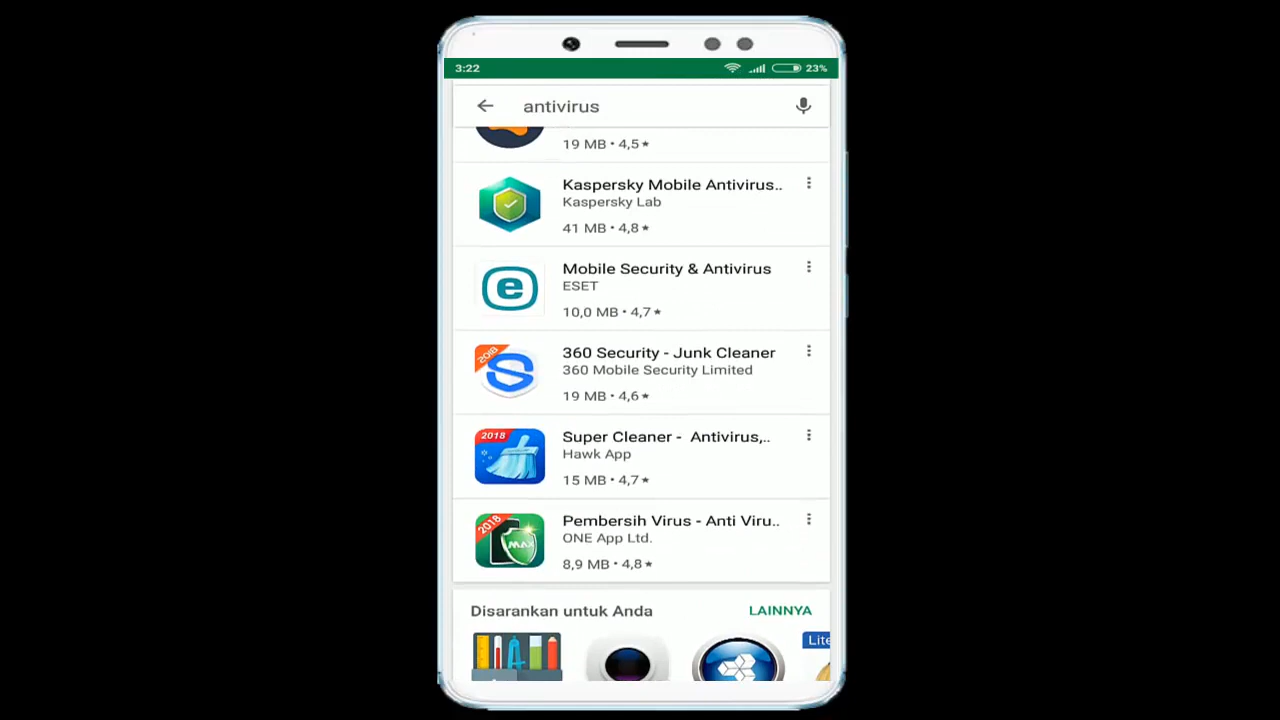 3:22 23%
antivirus
19 MB • 4,5★
Kaspersky Mobile Antivirus..
Kaspersky Lab
41 MB • 4,8★
Mobile Security & Antivirus
ESET
10,0 MB • 4,7★
360 Security - Junk Cleaner
360 Mobile Security Limited
19 MB • 4,6★
2018
Super Cleaner - Antivirus,..
Hawk App
15 MB • 4,7★
2018
Pembersih Virus - Anti Viru..
ONE App Ltd.
8,9 MB • 4,8★
2018
MAX
Disarankan untuk Anda LAINNYA
Lite